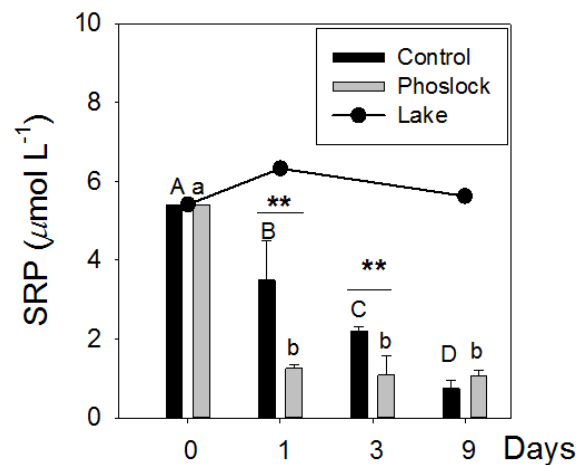 10
8
6
4
2
0
SRP (μmol L⁻¹)
Control
Phoslock
Lake
A a
**
B
b
**
C
b
D b
0 1 3 9 Days